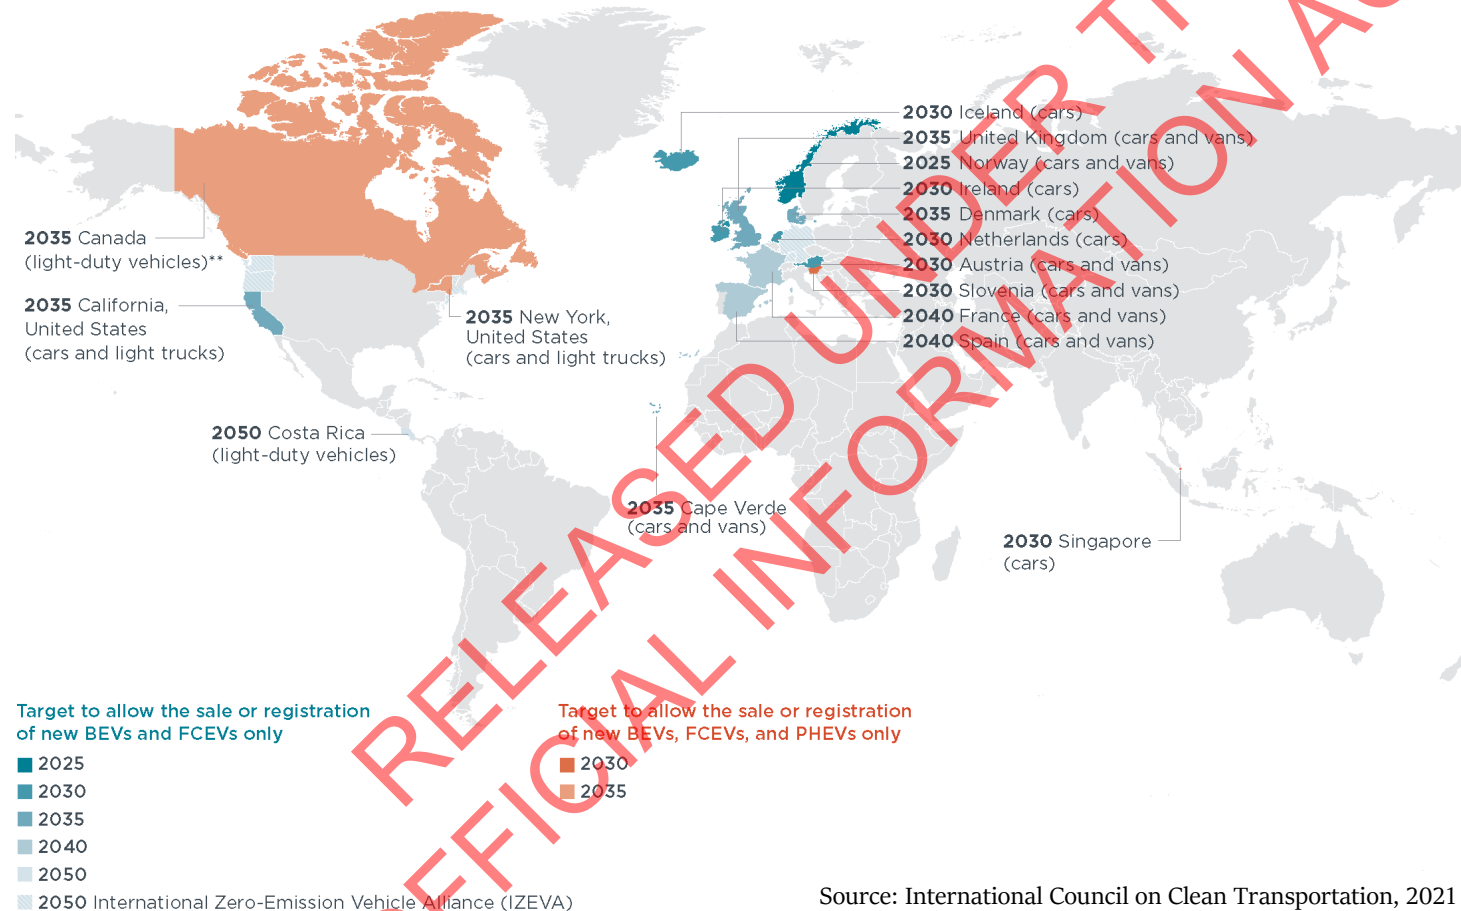 2030 Iceland (cars)
2035 United Kingdom (cars and vans)
2025 Norway (cars and vans)
2030 Ireland (cars)
2035 Denmark (cars)
2030 Netherlands (cars)
2030 Austria (cars and vans)
2030 Slovenia (cars and vans)
2040 France (cars and vans)
2040 Spain (cars and vans)
2035 Canada
(light-duty vehicles)**
2035 California,
United States
(cars and light trucks)
2035 New York,
United States
(cars and light trucks)
2050 Costa Rica
(light-duty vehicles)
2035 Cape Verde
(cars and vans)
2030 Singapore
(cars)
Target to allow the sale or registration
of new BEVs and FCEVs only
2025
2030
2035
2040
2050
2050 International Zero-Emission Vehicle Alliance (IZEVA)
Target to allow the sale or registration
of new BEVs, FCEVs, and PHEVs only
2030
2035
Source: International Council on Clean Transportation, 2021
RELEASED UNDER
INFORMATION